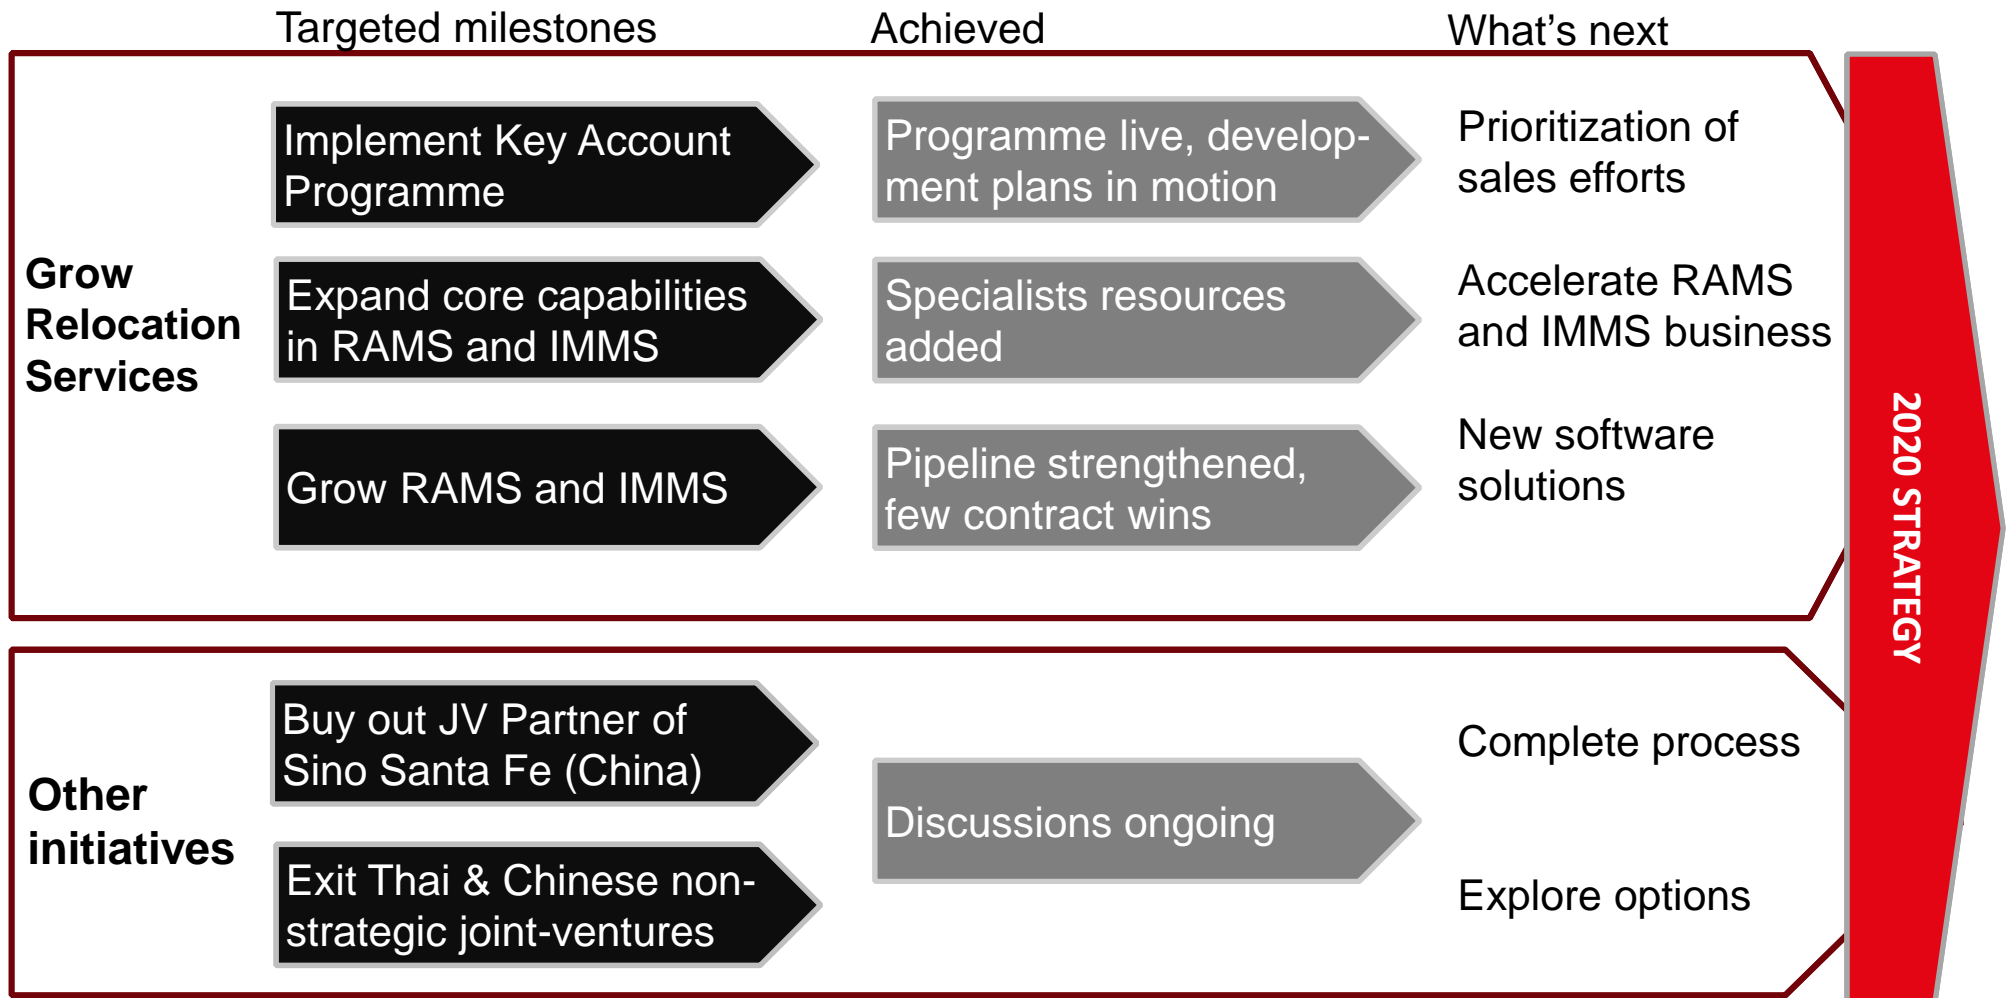 Targeted milestones
Achieved
What's next
Grow
Relocation
Services
Implement Key Account
Programme
Programme live, develop-
ment plans in motion
Prioritization of
sales efforts
Expand core capabilities
in RAMS and IMMS
Specialists resources
added
Accelerate RAMS
and IMMS business
Grow RAMS and IMMS
Pipeline strengthened,
few contract wins
New software
solutions
Other
initiatives
Buy out JV Partner of
Sino Santa Fe (China)
Exit Thai & Chinese non-
strategic joint-ventures
Discussions ongoing
Complete process
Explore options
2020 STRATEGY